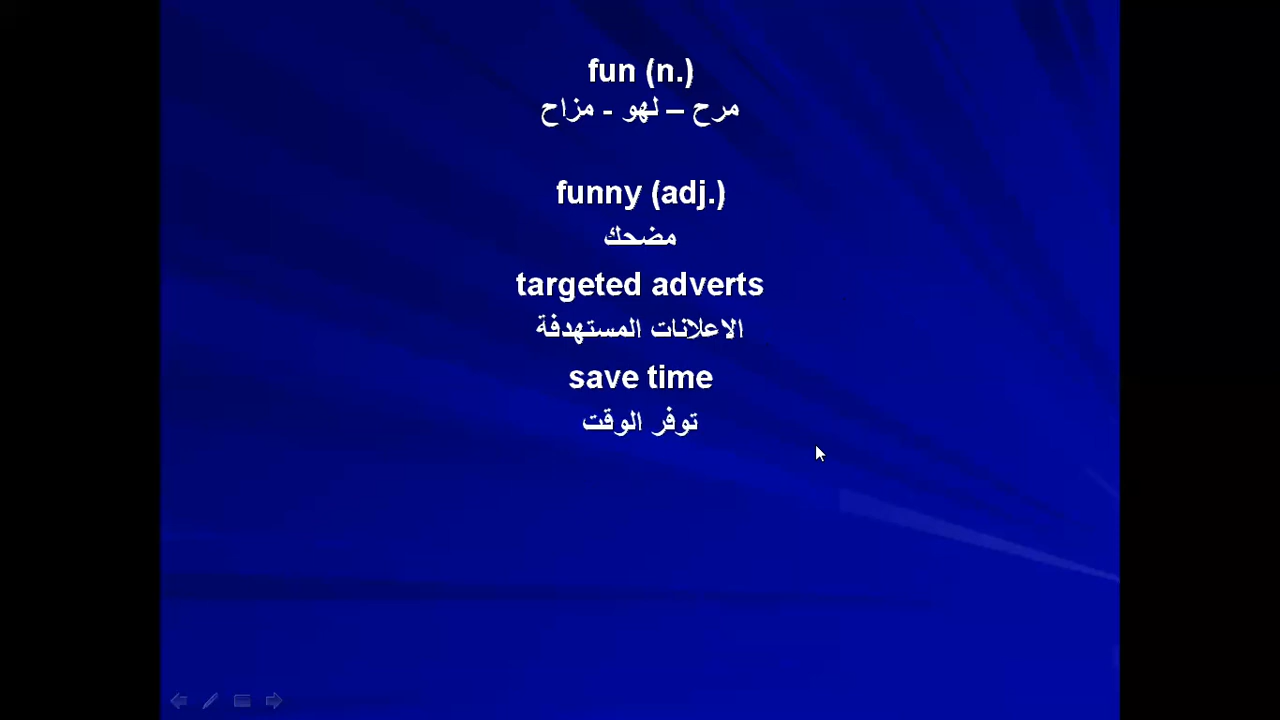 fun (n.)
مرح – لهو - مزاح
funny (adj.)
مضحك
targeted adverts
الاعلانات المستهدفة
save time
توفر الوقت